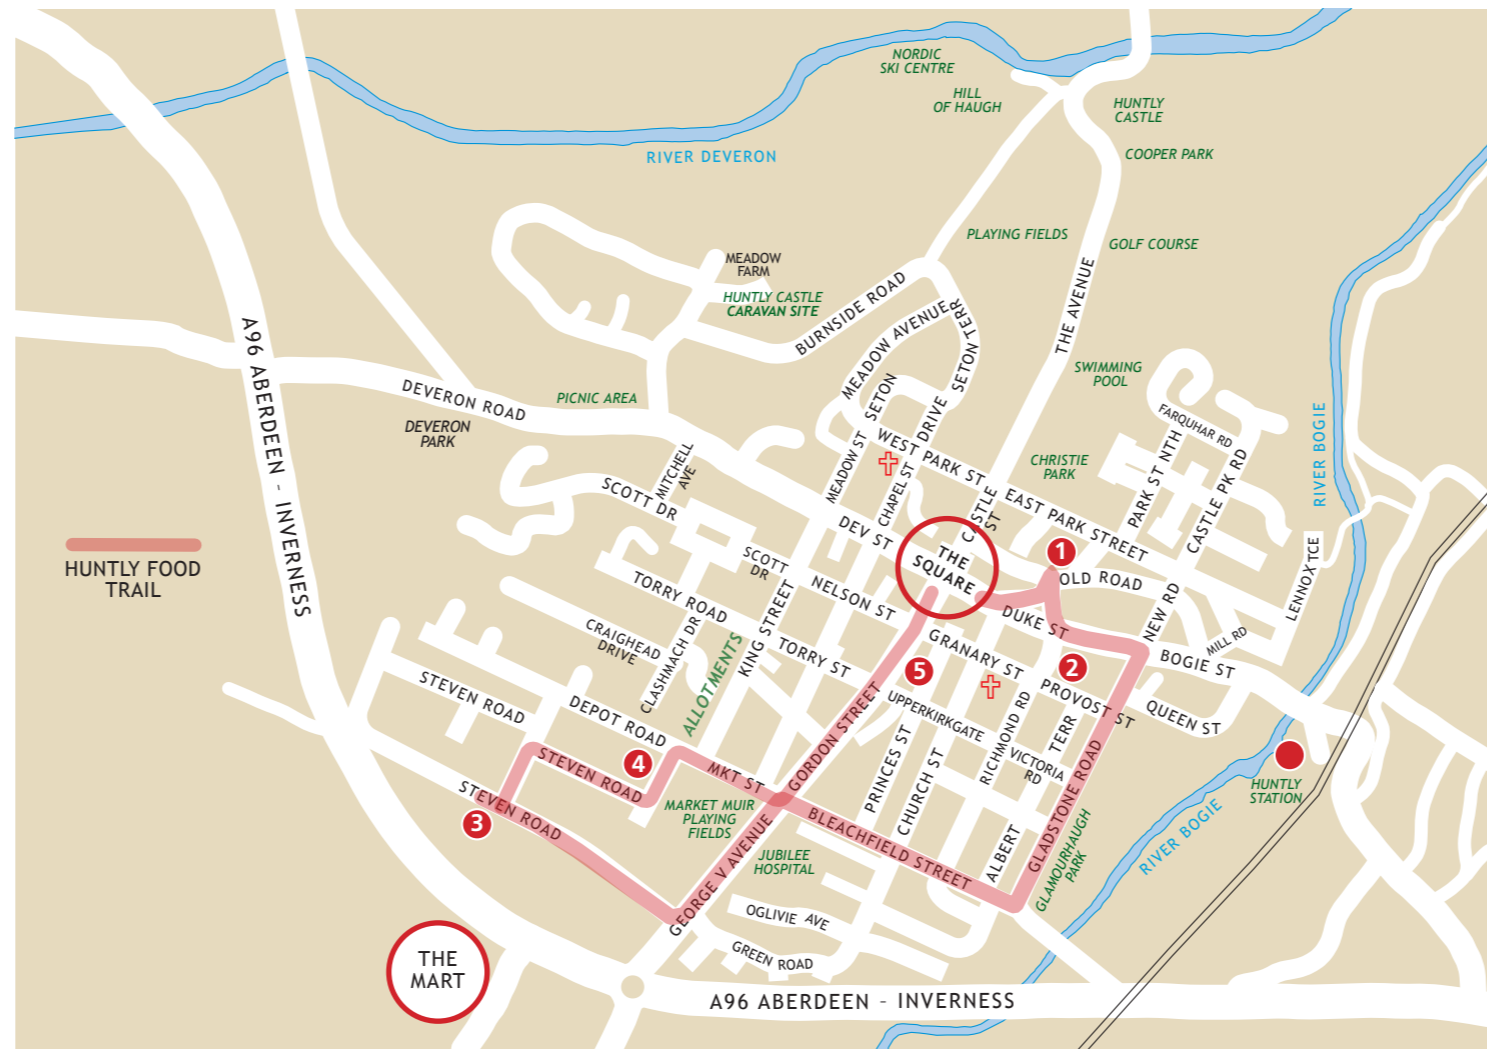 NORDIC
SKI CENTRE
HILL
OF HAUGH
HUNTLY
CASTLE
COOPER PARK
RIVER DEVERON
PLAYING FIELDS
GOLF COURSE
MEADOW
FARM
HUNTLY CASTLE
CARAVAN SITE
BURNSIDE ROAD
THE AVENUE
MEADOW AVENUE
SETON TERR
A96 ABERDEEN - INVERNESS
DEVERON ROAD
PICNIC AREA
DEVERON
PARK
SWIMMING
POOL
SETON
DRIVE
MEADOW ST
CHAPEL ST
WEST PARK ST
FARQUHAR RD
PARK ST NTH
CASTLE PK RD
RIVER BOGIE
CHRISTIE
PARK
EAST PARK STREET
CASTLE
ST
MITCHELL
AVE
SCOTT DR
DEV ST
THE
SQUARE
1
OLD ROAD
LENNOX TCE
HUNTLY FOOD
TRAIL
SCOTT
DR
TORRY ROAD
NELSON ST
DUKE ST
NEW RD
MILL RD
BOGIE ST
CRAIGHEAD
DRIVE
CLASHMACH DR
ALLOTMENTS
KING STREET
TORRY ST
GRANARY ST
5
2
PROVOST ST
QUEEN ST
STEVEN ROAD
DEPOT ROAD
GORDON STREET
UPPERKIRKGATE
RICHMOND RD
VICTORIA
RD
ALBERT
TERR
GLADSTONE ROAD
HUNTLY
STATION
STEVEN ROAD
4
MKT ST
PRINCES ST
CHURCH ST
STEVEN ROAD
3
MARKET MUIR
PLAYING
FIELDS
BLEACHFIELD STREET
GLAMOURHAUGH
PARK
RIVER BOGIE
GEORGE V AVENUE
JUBILEE
HOSPITAL
OGLIVIE AVE
GREEN ROAD
THE
MART
A96 ABERDEEN - INVERNESS